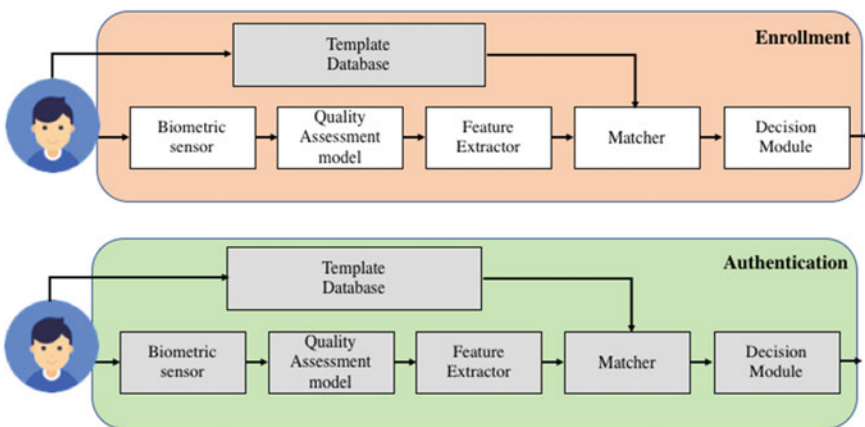 Enrollment
Template
Database
Biometric
sensor
Quality
Assessment
model
Feature
Extractor
Matcher
Decision
Module
Authentication
Template
Database
Biometric
sensor
Quality
Assessment
model
Feature
Extractor
Matcher
Decision
Module